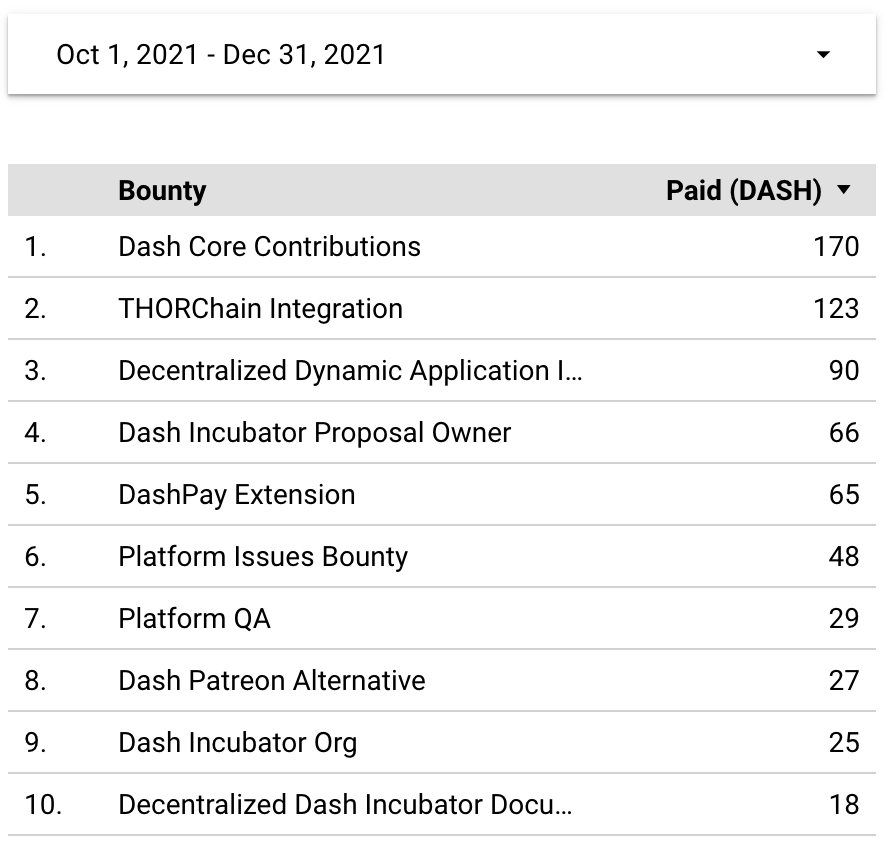 Oct 1, 2021 - Dec 31, 2021
Bounty Paid (DASH)
1. Dash Core Contributions 170
2. THORChain Integration 123
3. Decentralized Dynamic Application I... 90
4. Dash Incubator Proposal Owner 66
5. DashPay Extension 65
6. Platform Issues Bounty 48
7. Platform QA 29
8. Dash Patreon Alternative 27
9. Dash Incubator Org 25
10. Decentralized Dash Incubator Docu... 18